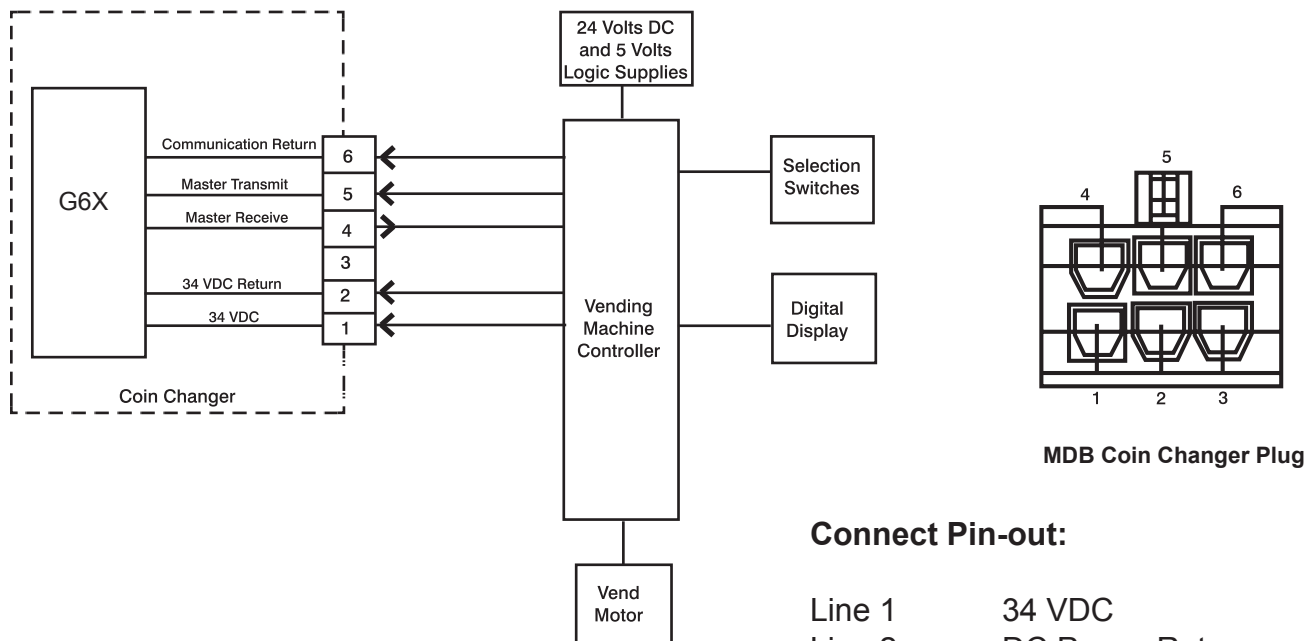 24 Volts DC
and 5 Volts
Logic Supplies
Communication Return
6
Master Transmit
5
Master Receive
4
3
34 VDC Return
2
34 VDC
1
G6X
Coin Changer
Vending
Machine
Controller
Selection
Switches
Digital
Display
Vend
Motor
5
4
6
1
2
3
MDB Coin Changer Plug
Connect Pin-out:
Line 1 34 VDC